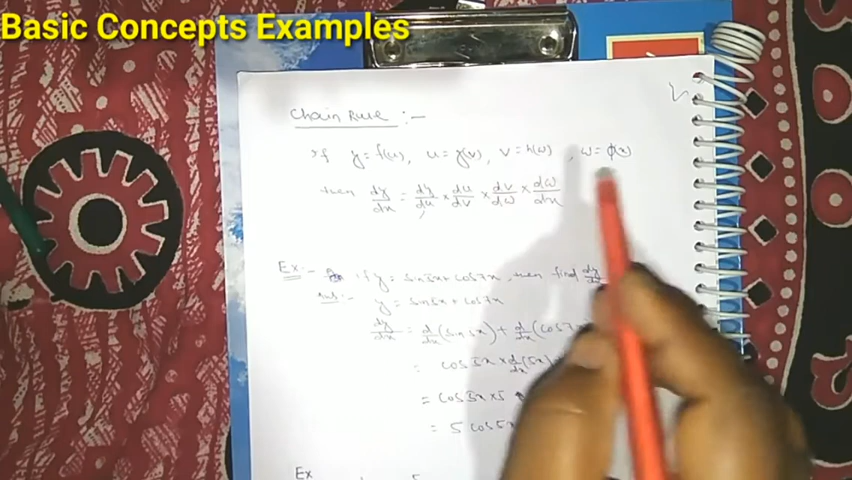 Basic Concepts Examples
Chain Rule :-
If y = f(u), u = g(v), v = h(w), w = φ(x)
then dy/dx = dy/du × du/dv × dv/dw × dw/dx
Ex :- If y = sin5x + cos7x, then find dy/dx
Ans :- y = sin5x + cos7x
dy/dx = d/dx (sin5x) + d/dx (cos7x
= cos5x × d/dx (5x)
= cos5x × 5
= 5 cos5x
Ex